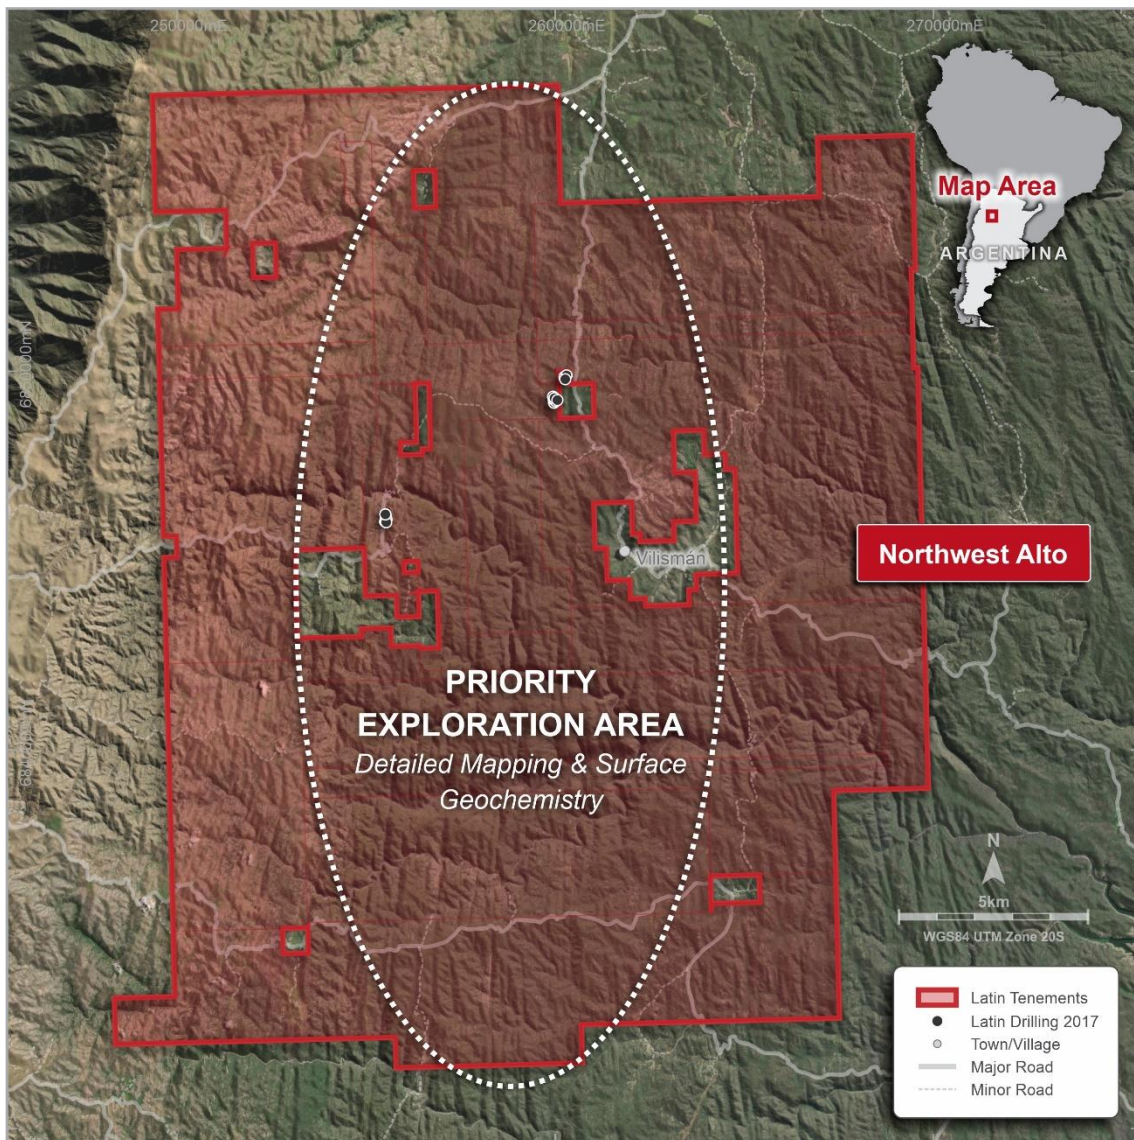 250000mE
260000mE
270000mE
Map Area
ARGENTINA
Vilismán
Northwest Alto
PRIORITY
EXPLORATION AREA
Detailed Mapping & Surface
Geochemistry
N
5km
WGS84 UTM Zone 20S
Latin Tenements
Latin Drilling 2017
Town/Village
Major Road
Minor Road